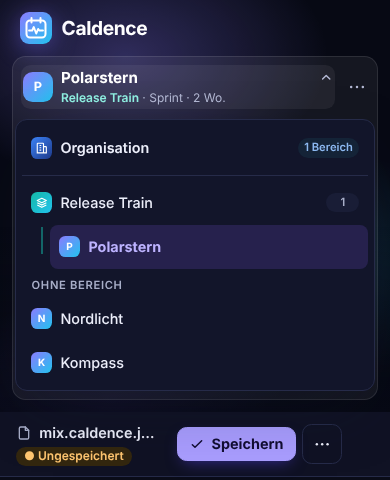 Caldence
P
Polarstern
Release Train · Sprint · 2 Wo.
Organisation
1 Bereich
Release Train
1
P
Polarstern
OHNE BEREICH
N
Nordlicht
K
Kompass
mix.caldence.j...
Ungespeichert
Speichern